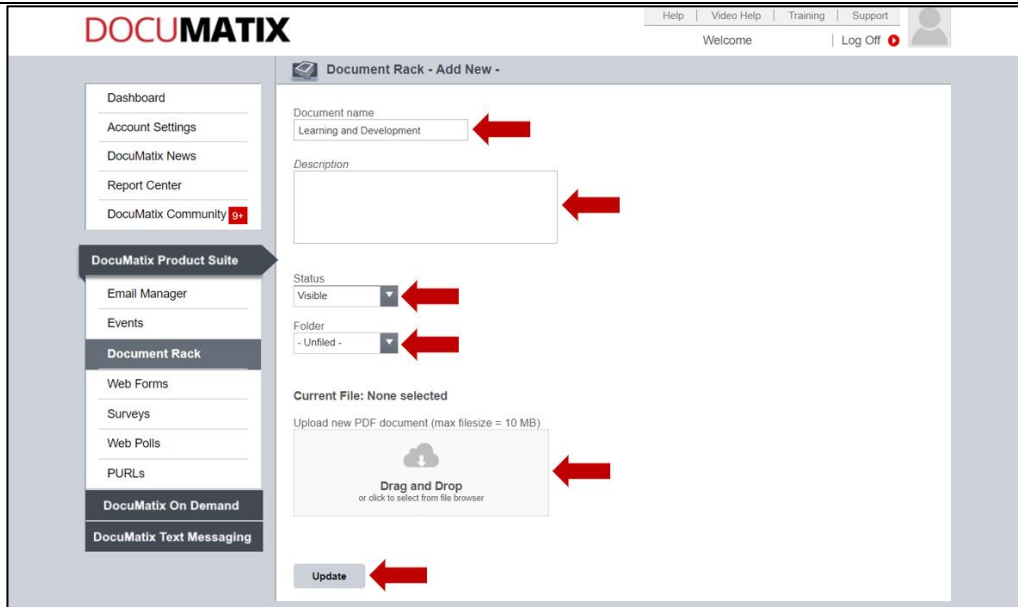 DOCUMATIX
Help | Video Help | Training | Support
Welcome | Log Off
Document Rack - Add New -
Dashboard
Account Settings
DocuMatix News
Report Center
DocuMatix Community 9+
DocuMatix Product Suite
Email Manager
Events
Document Rack
Web Forms
Surveys
Web Polls
PURLs
DocuMatix On Demand
DocuMatix Text Messaging
Document name
Learning and Development
Description
Status
Visible
Folder
- Unfiled -
Current File: None selected
Upload new PDF document (max filesize = 10 MB)
Drag and Drop
or click to select from file browser
Update